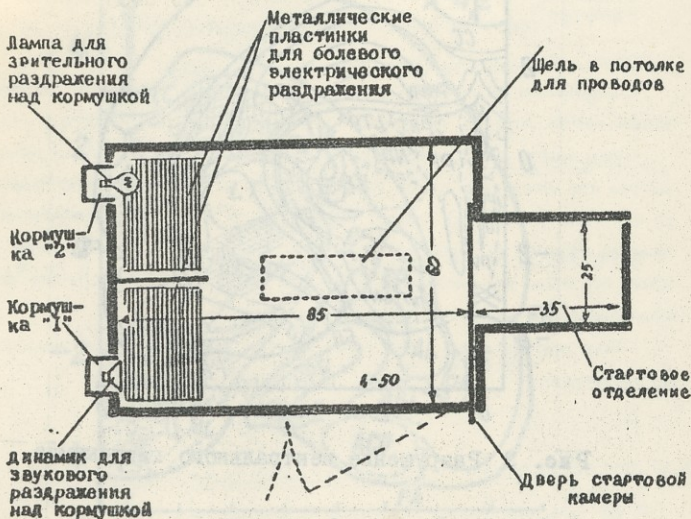 Металлические
пластинки
для болевого
электрического
раздражения
Лампа для
зрительного
раздражения
над кормушкой
Щель в потолке
для проводов
Кормуш-
ка "2"
Кормуш-
ка "1"
60
25
85
35
h-50
Стартовое
отделение
динамик для
звукового
раздражения
над кормушкой
Дверь стартовой
камеры